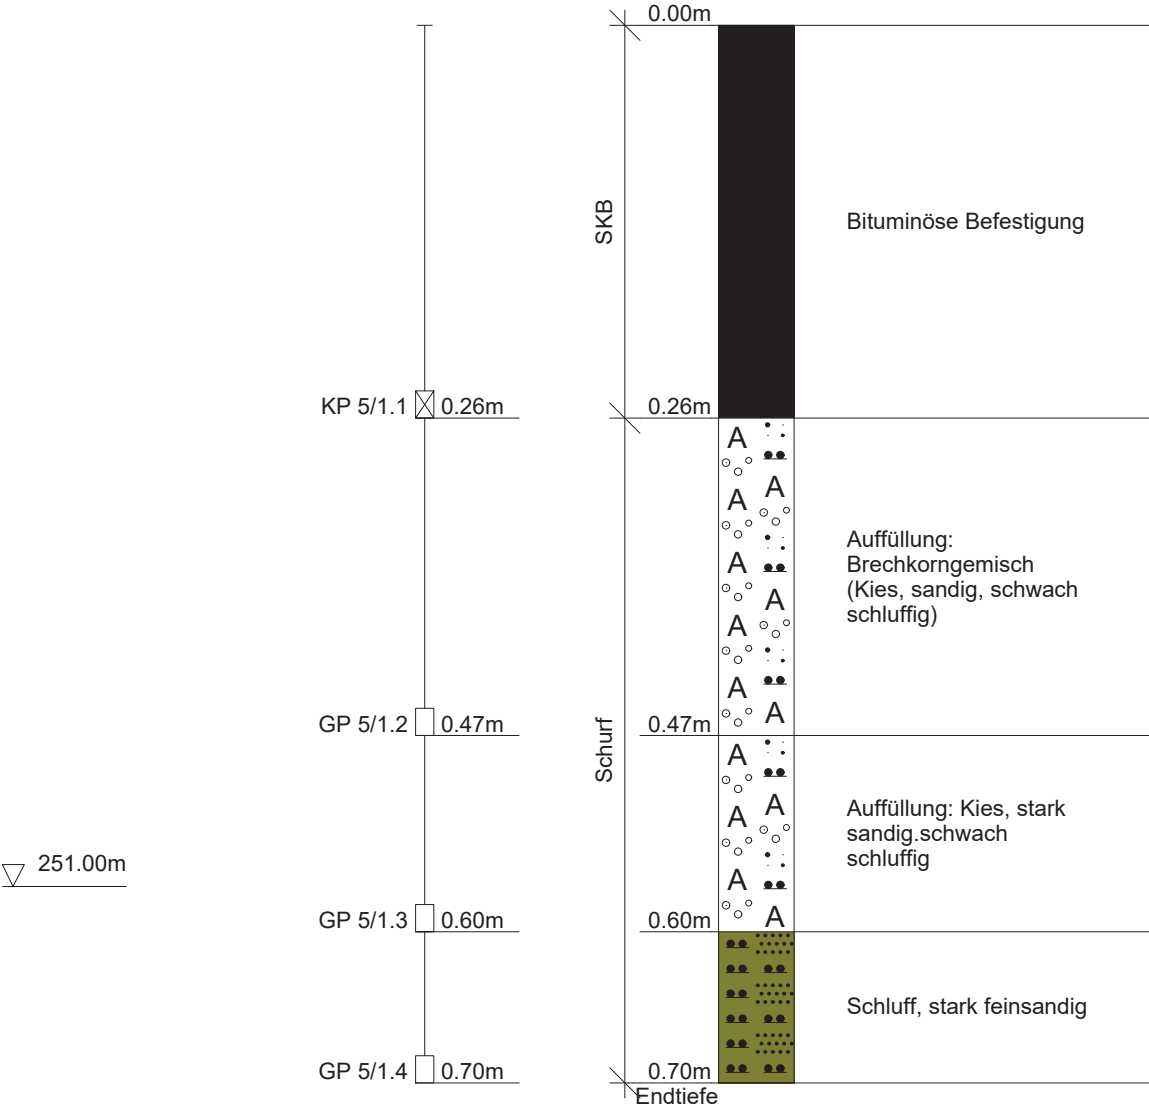 0.00m
SKB
Bituminöse Befestigung
KP 5/1.1 0.26m 0.26m
A
A
A
A
A
A
A
A
Auffüllung:
Brechkorngemisch
(Kies, sandig, schwach
schluffig)
Schurf
GP 5/1.2 0.47m 0.47m
A
A
A
A
A
Auffüllung: Kies, stark
sandig.schwach
schluffig
251.00m
GP 5/1.3 0.60m 0.60m
Schluff, stark feinsandig
GP 5/1.4 0.70m 0.70m
Endtiefe